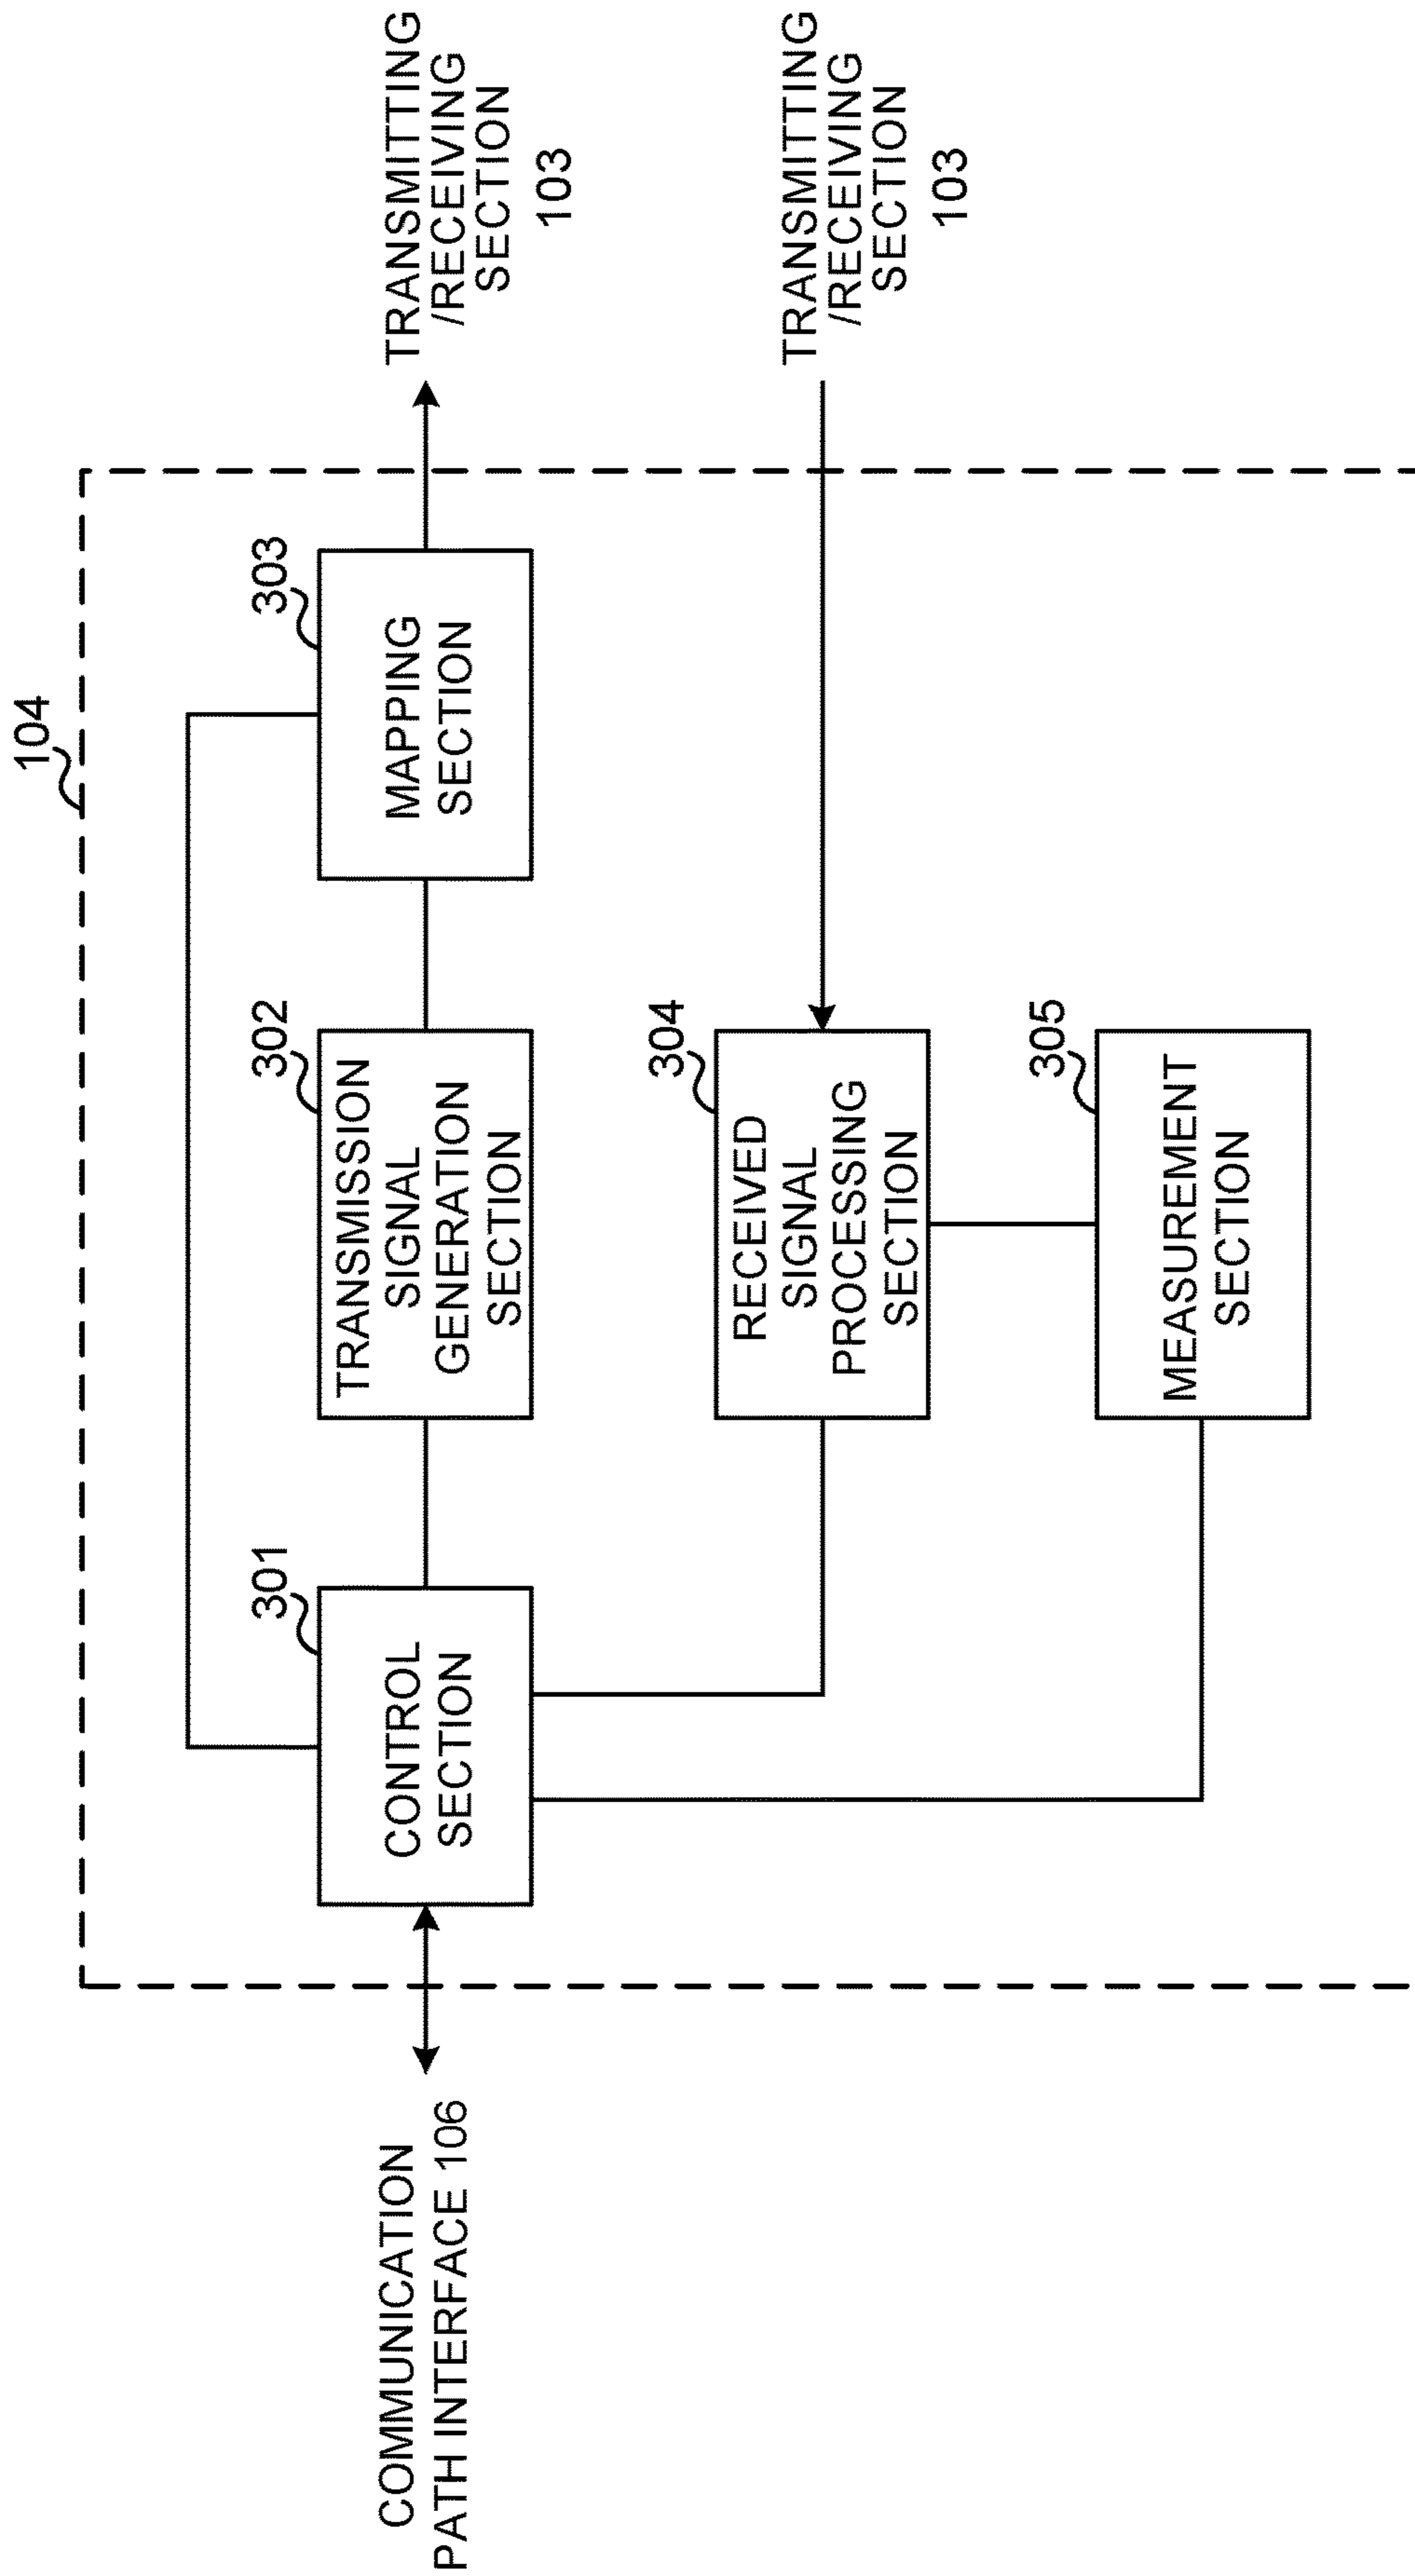 104
301
CONTROL
SECTION
302
TRANSMISSION
SIGNAL
GENERATION
SECTION
303
MAPPING
SECTION
TRANSMITTING
/RECEIVING
SECTION
103
COMMUNICATION
PATH INTERFACE 106
304
RECEIVED
SIGNAL
PROCESSING
SECTION
TRANSMITTING
/RECEIVING
SECTION
103
305
MEASUREMENT
SECTION